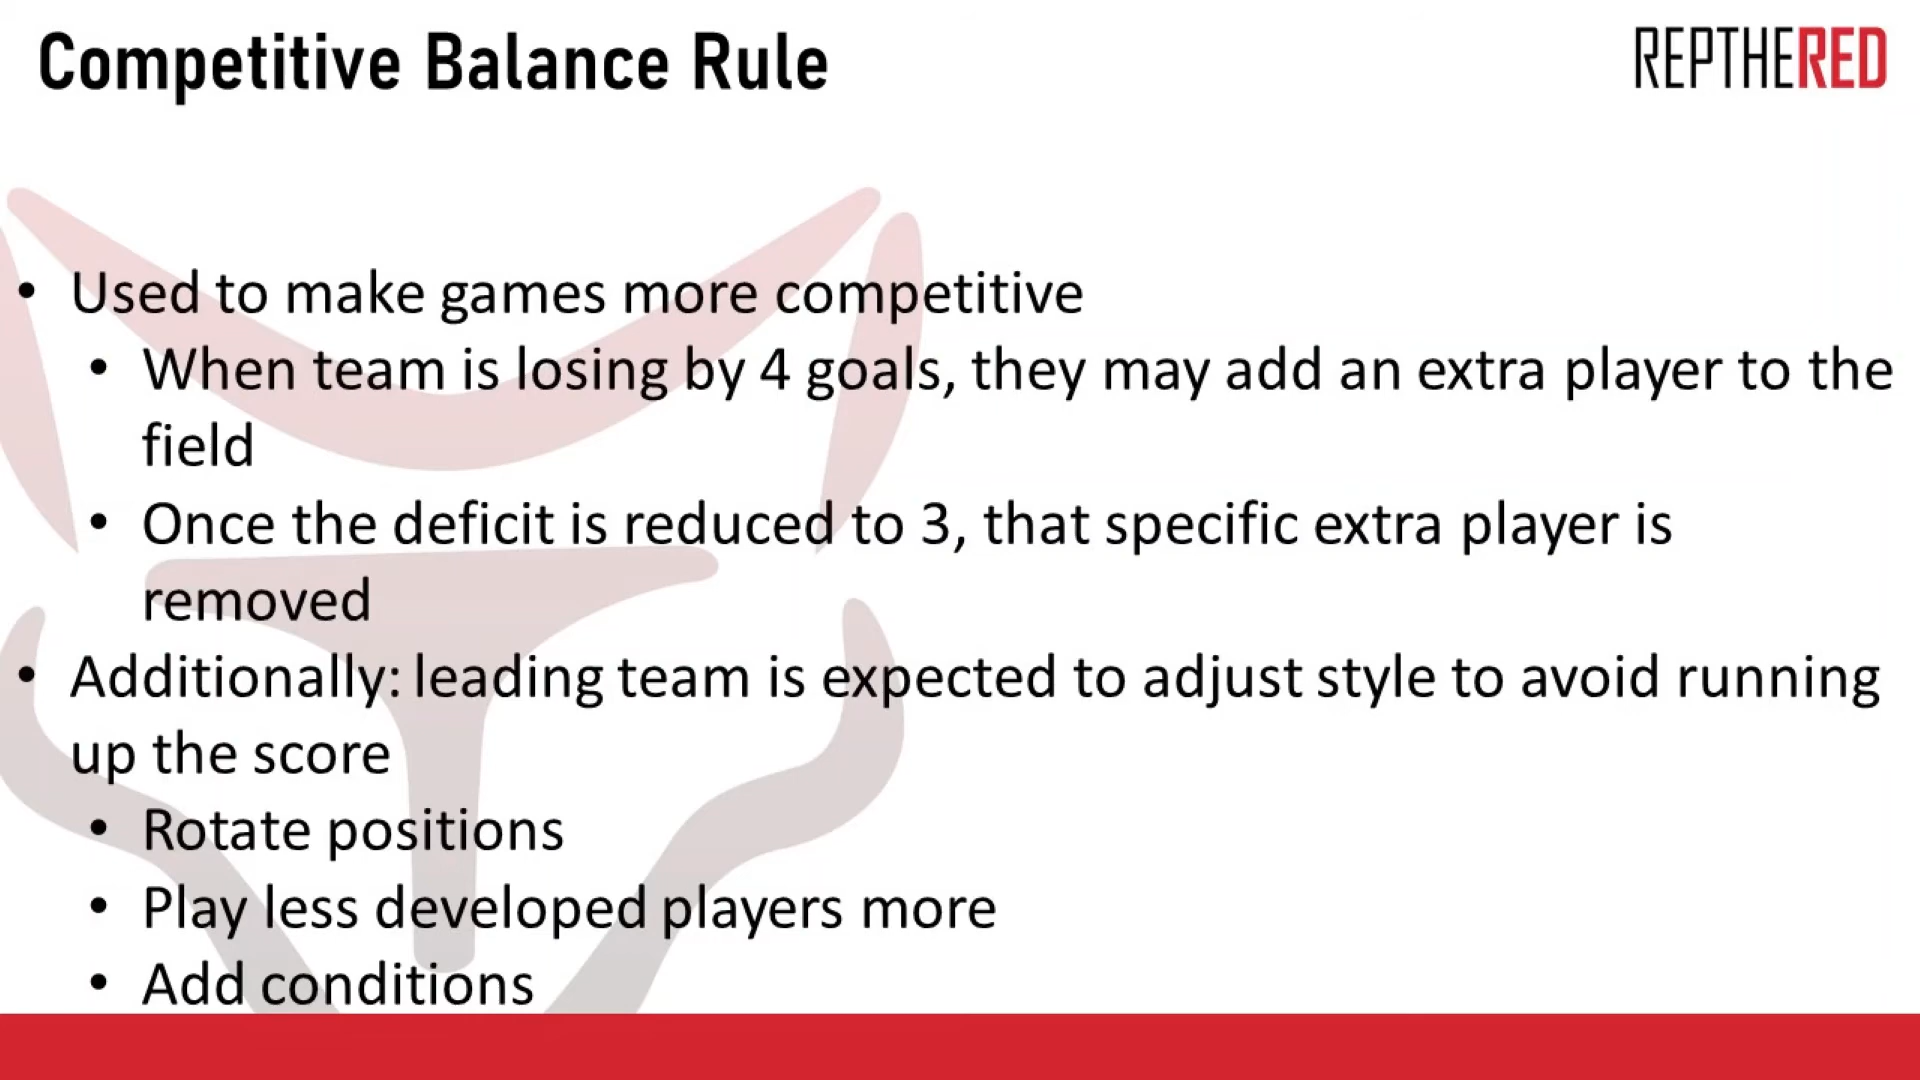 Competitive Balance Rule
REPTHERED
• Used to make games more competitive
• When team is losing by 4 goals, they may add an extra player to the
field
• Once the deficit is reduced to 3, that specific extra player is
removed
• Additionally: leading team is expected to adjust style to avoid running
up the score
• Rotate positions
• Play less developed players more
• Add conditions